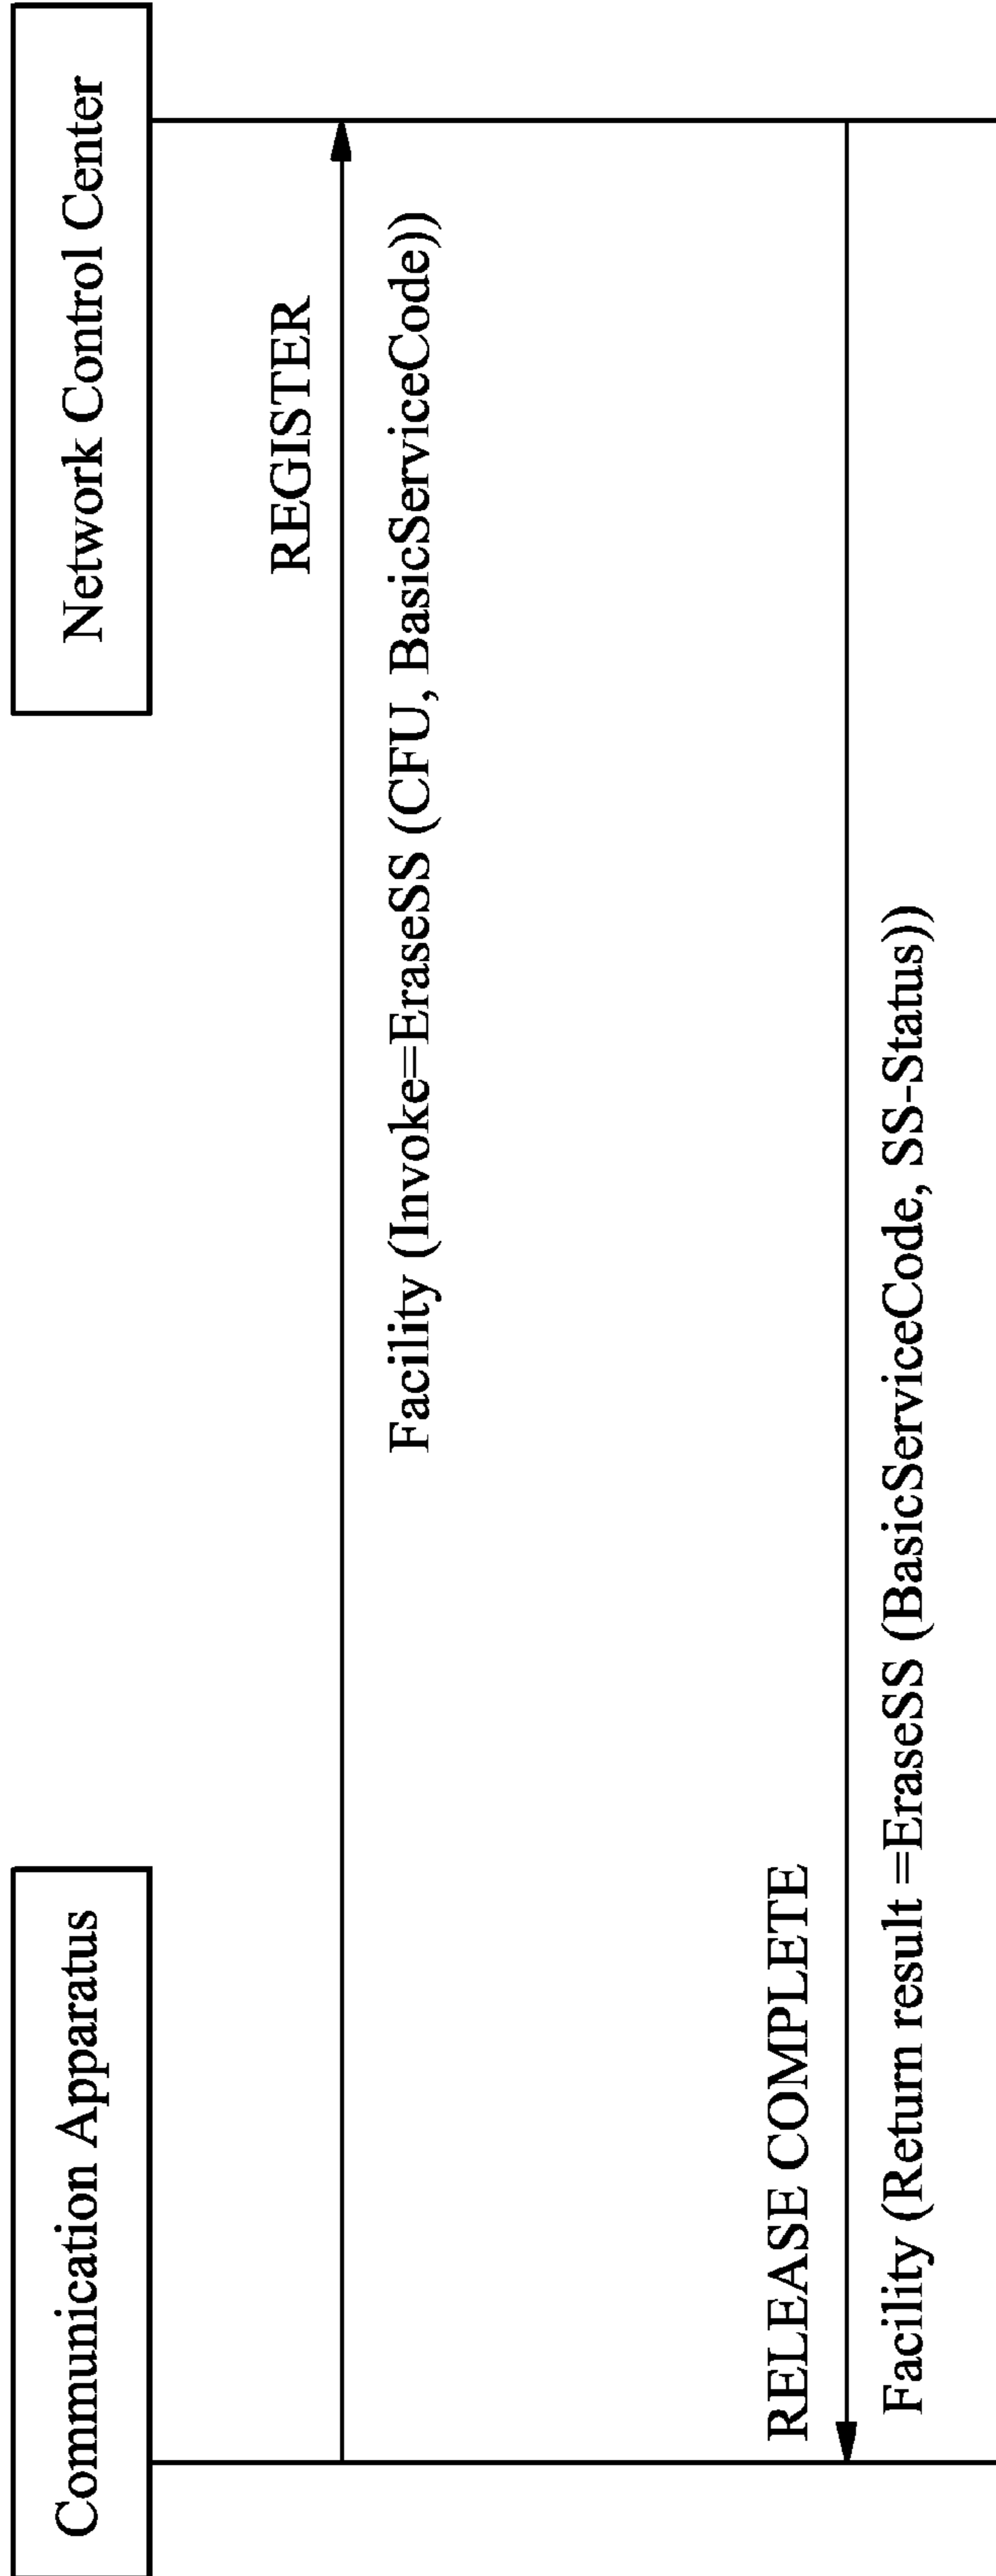 Communication Apparatus
Network Control Center
REGISTER
Facility (Invoke=EraseSS (CFU, BasicServiceCode))
RELEASE COMPLETE
Facility (Return result =EraseSS (BasicServiceCode, SS-Status))